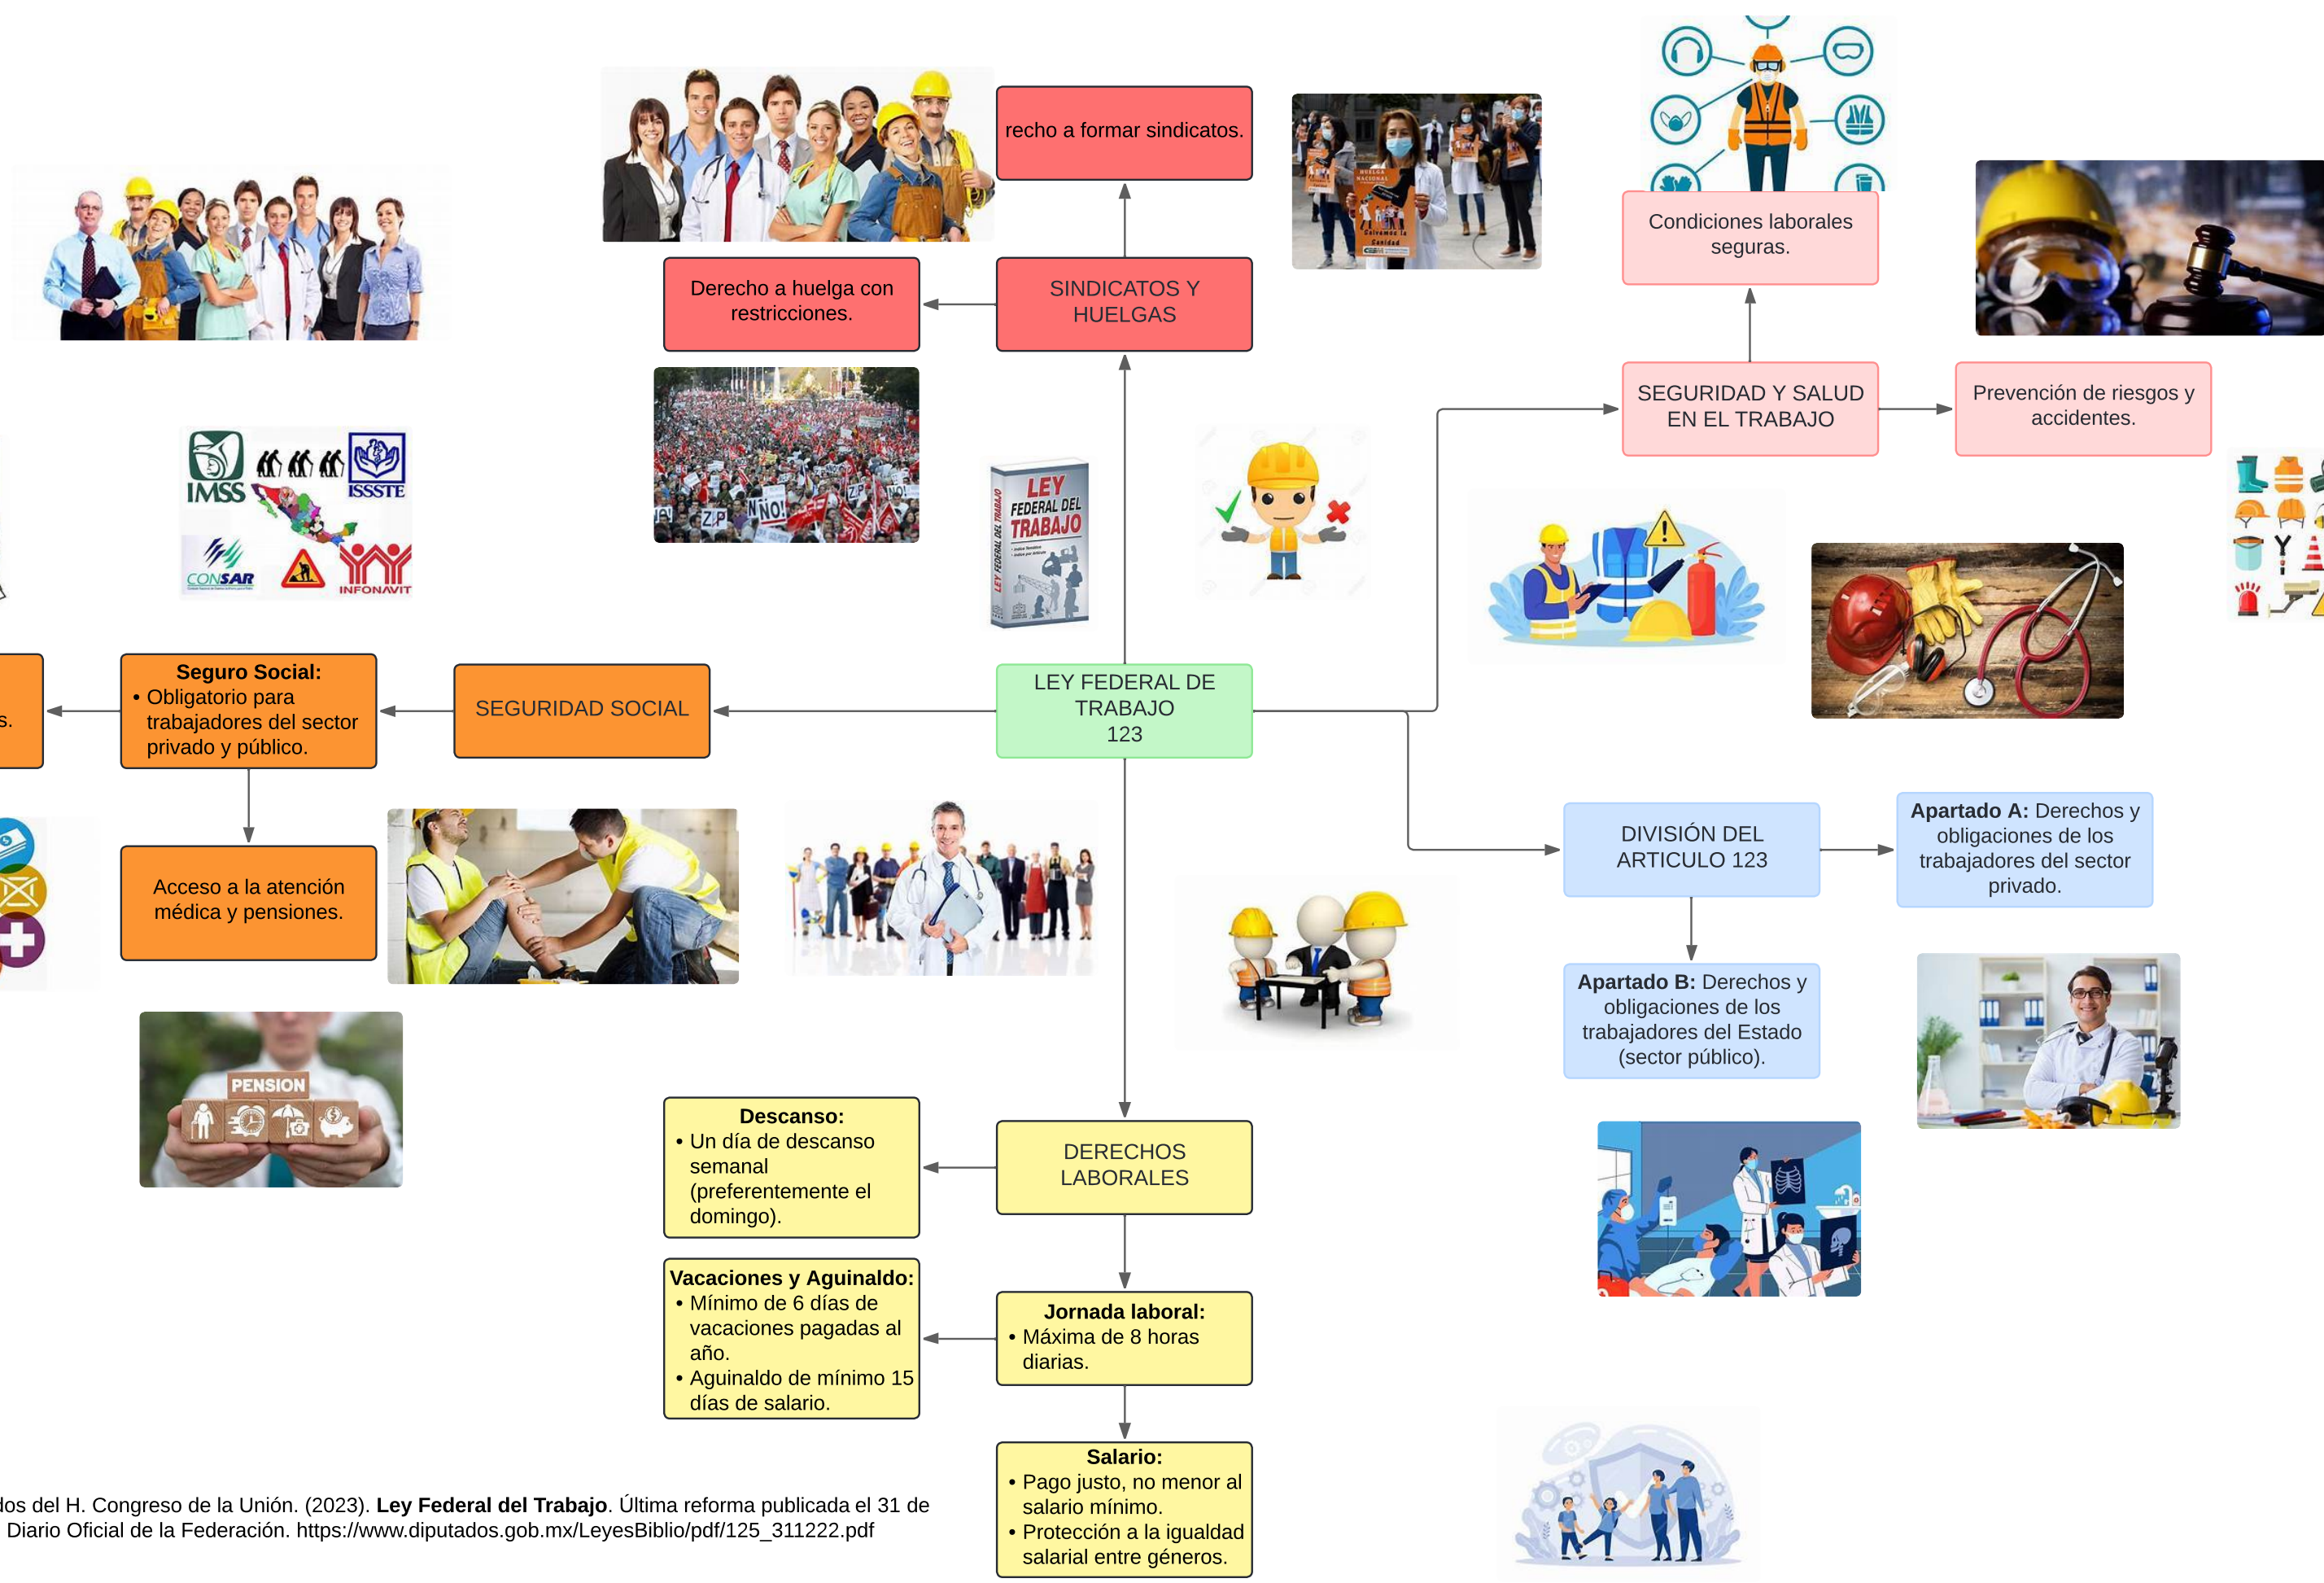 recho a formar sindicatos.
Derecho a huelga con
restricciones.
SINDICATOS Y
HUELGAS
HUELGA
NACIONAL
Condiciones laborales
seguras.
SEGURIDAD Y SALUD
EN EL TRABAJO
Prevención de riesgos y
accidentes.
IMSS
ISSSTE
CONSAR
INFONAVIT
NO!
LEY
FEDERAL DEL
TRABAJO
LEY FEDERAL DEL TRABAJO
s.
Seguro Social:
• Obligatorio para
trabajadores del sector
privado y público.
SEGURIDAD SOCIAL
LEY FEDERAL DE
TRABAJO
123
Acceso a la atención
médica y pensiones.
DIVISIÓN DEL
ARTICULO 123
Apartado A: Derechos y
obligaciones de los
trabajadores del sector
privado.
Apartado B: Derechos y
obligaciones de los
trabajadores del Estado
(sector público).
PENSION
Descanso:
• Un día de descanso
semanal
(preferentemente el
domingo).
DERECHOS
LABORALES
Vacaciones y Aguinaldo:
• Mínimo de 6 días de
vacaciones pagadas al
año.
• Aguinaldo de mínimo 15
días de salario.
Jornada laboral:
• Máxima de 8 horas
diarias.
Salario:
• Pago justo, no menor al
salario mínimo.
• Protección a la igualdad
salarial entre géneros.
dos del H. Congreso de la Unión. (2023). Ley Federal del Trabajo. Última reforma publicada el 31 de
Diario Oficial de la Federación. https://www.diputados.gob.mx/LeyesBiblio/pdf/125_311222.pdf